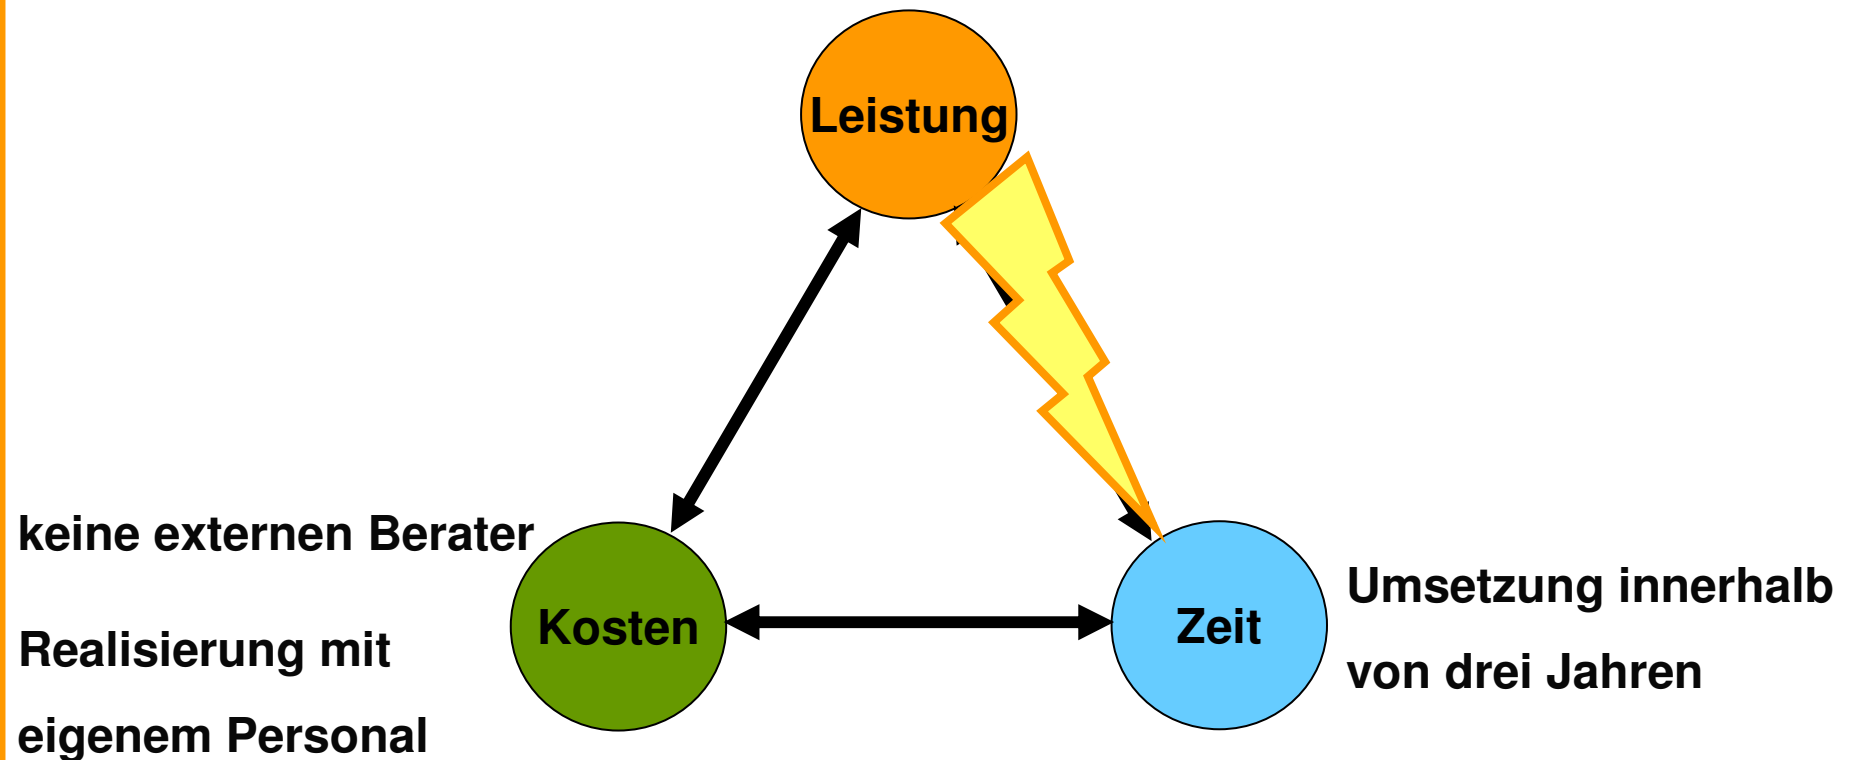 Leistung
keine externen Berater
Realisierung mit
eigenem Personal
Kosten
Zeit
Umsetzung innerhalb
von drei Jahren